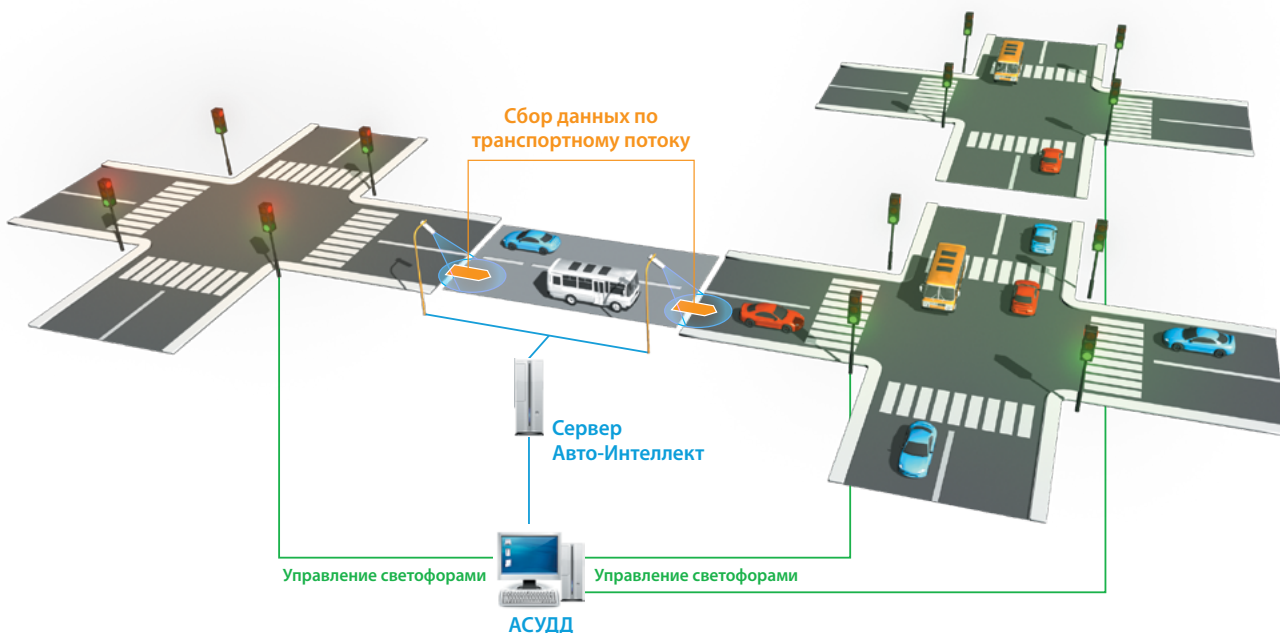 Сбор данных по
транспортному потоку
Сервер
Авто-Интеллект
Управление светофорами
Управление светофорами
АСУДД